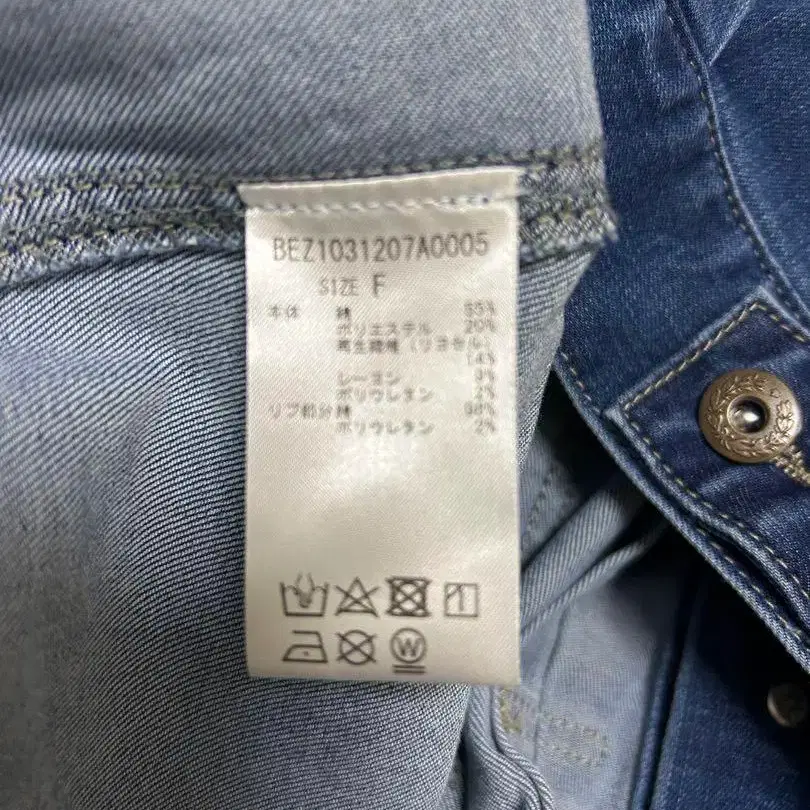 BEZ1031207A0005
SIZE F
本体 綿 55%
ポリエステル 20%
再生繊維(リヨセル)
14%
レーヨン
ポリウレタン 2%
リブ部分 綿 98%
ポリウレタン 2%
W